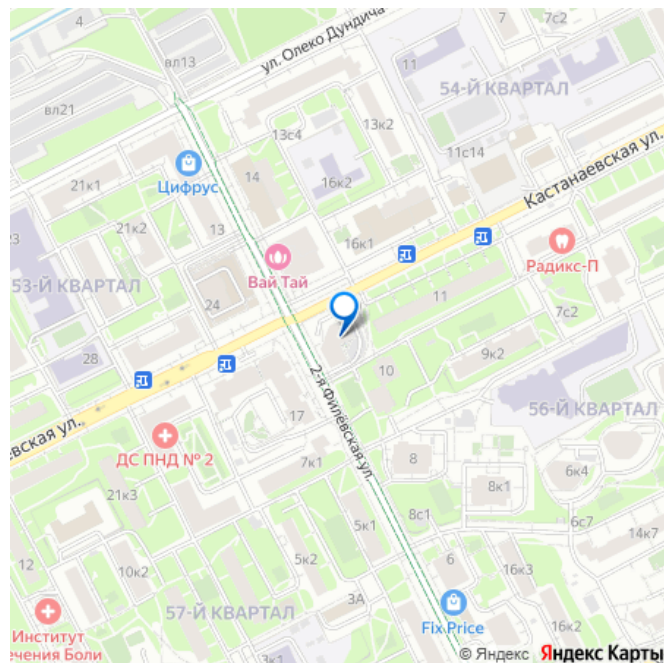 4
7
7с2
вл13
ул. Олеко Дундича
11
54-Й КВАРТАЛ
вл21
13с4
13к2
11с14
Кастанаевская ул.
Цифрус
14
16к2
21к1
21к2
13
16к1
Радикс-П
Вай Тай
23
53-Й КВАРТАЛ
24
11
7с2
28
9к2
10
2-я Филёвская ул.
56-Й КВАРТАЛ
17
евская ул.
ДС ПНД № 2
7к1
8
8к1
6к4
21к3
8с1
6с7
5к1
14к7
12
10к2
5к2
6
16к3
3А
57-Й КВАРТАЛ
Fix Price
16к2
Институт
ечения Боли
© Яндекс Яндекс Карты